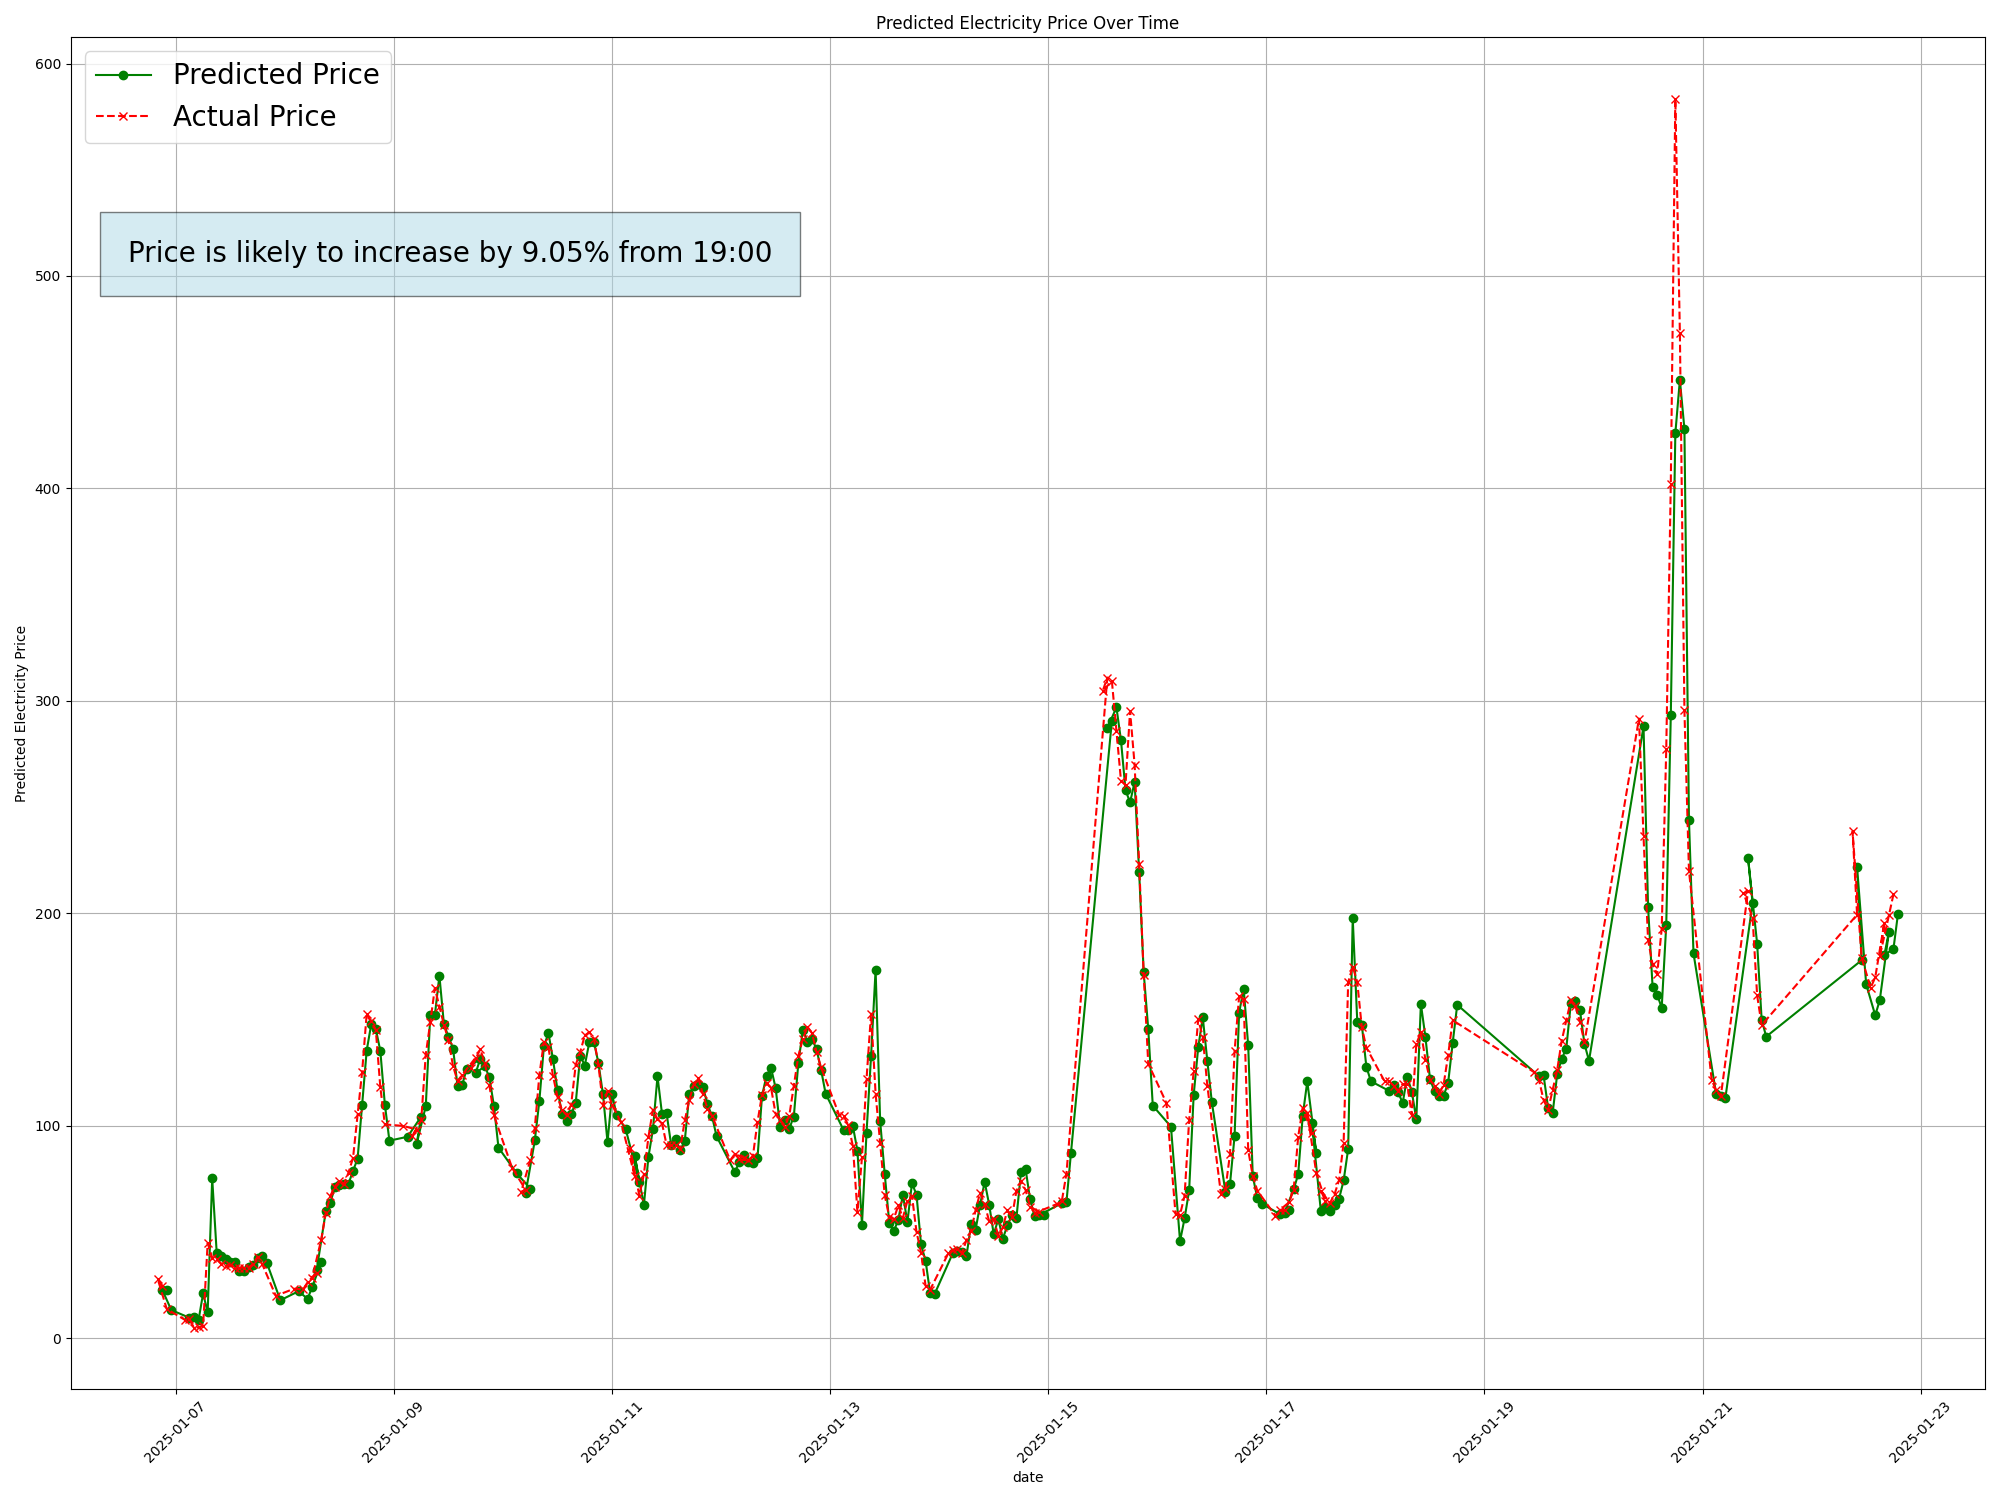 Predicted Electricity Price Over Time
Predicted Price
Actual Price
Price is likely to increase by 9.05% from 19:00
600
500
400
300
200
100
0
Predicted Electricity Price
2025-01-07
2025-01-09
2025-01-11
2025-01-13
2025-01-15
2025-01-17
2025-01-19
2025-01-21
2025-01-23
date